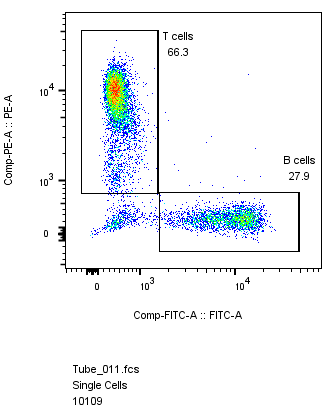 T cells
66.3
B cells
27.9
Comp-PE-A :: PE-A
10⁴
10³
0
0
10³
10⁴
Comp-FITC-A :: FITC-A
Tube_011.fcs
Single Cells
10109